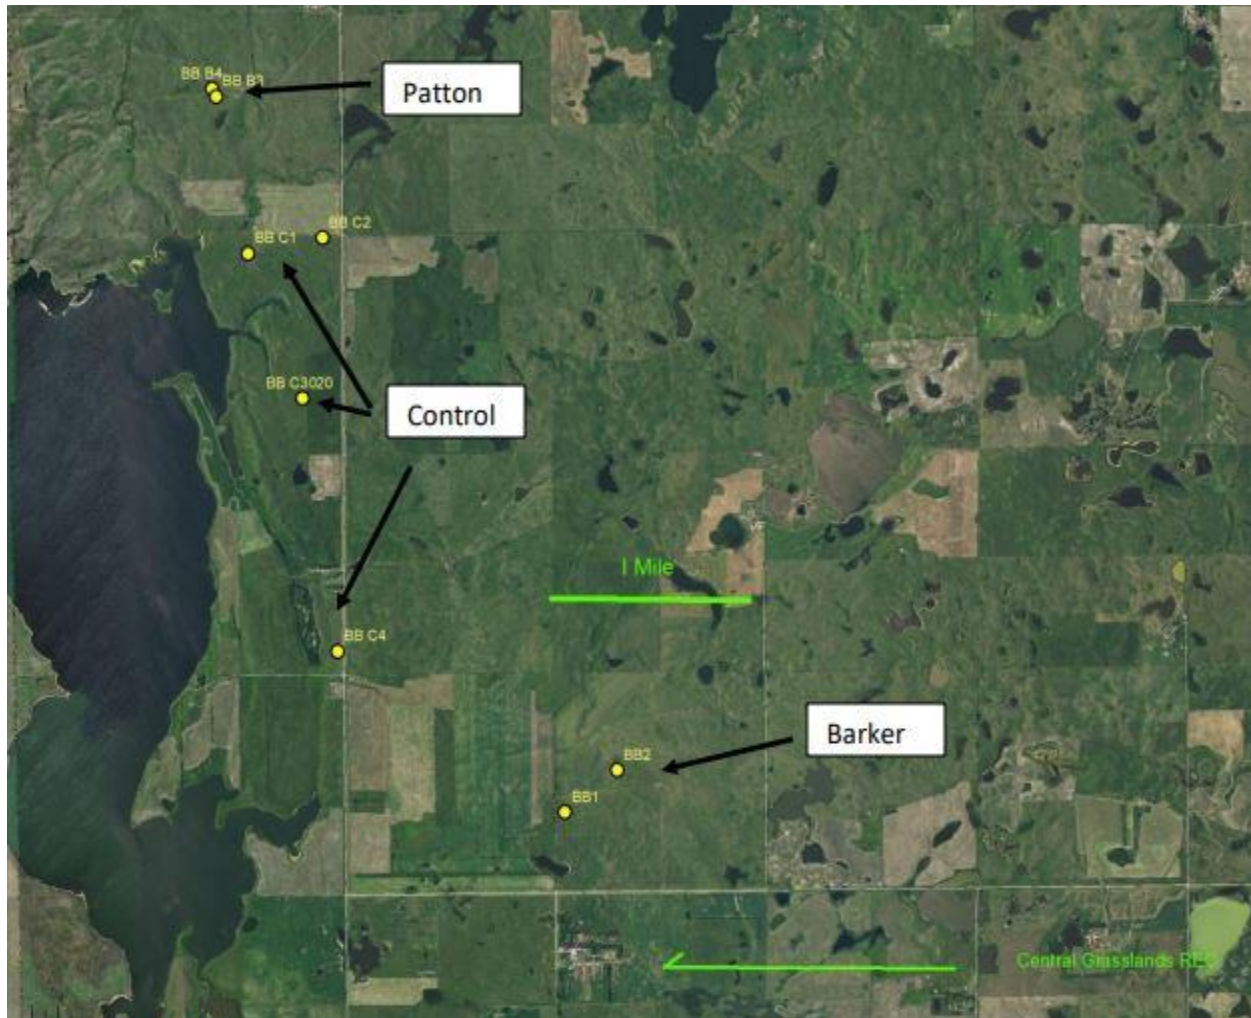 BB B4
BB B3
Patton
BB C2
BB C1
BB C3020
Control
I Mile
BB C4
Barker
BB2
BB1
Central Grasslands REC